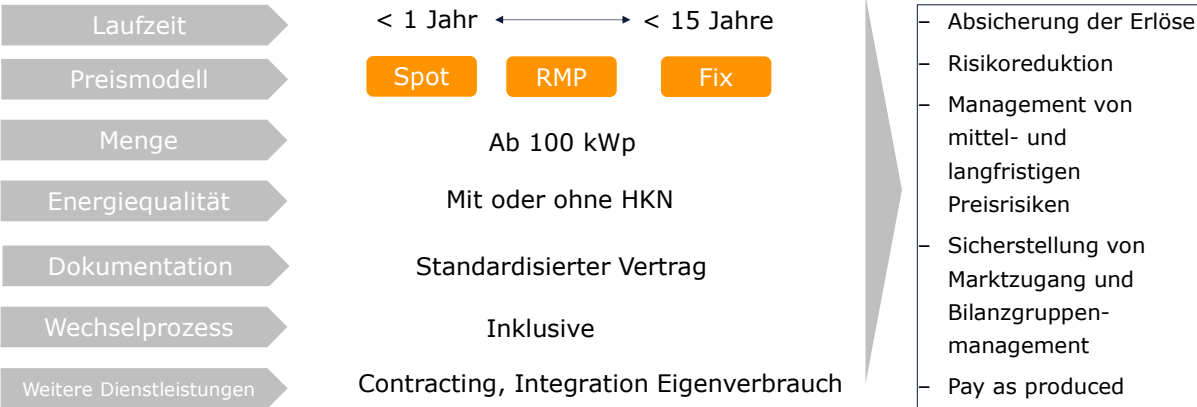 Laufzeit
< 1 Jahr
< 15 Jahre
Preismodell
Spot
RMP
Fix
Menge
Ab 100 kWp
Energiequalität
Mit oder ohne HKN
Dokumentation
Standardisierter Vertrag
Wechselprozess
Inklusive
Weitere Dienstleistungen
Contracting, Integration Eigenverbrauch
– Absicherung der Erlöse
– Risikoreduktion
– Management von
mittel- und
langfristigen
Preisrisiken
– Sicherstellung von
Marktzugang und
Bilanzgruppen-
management
– Pay as produced